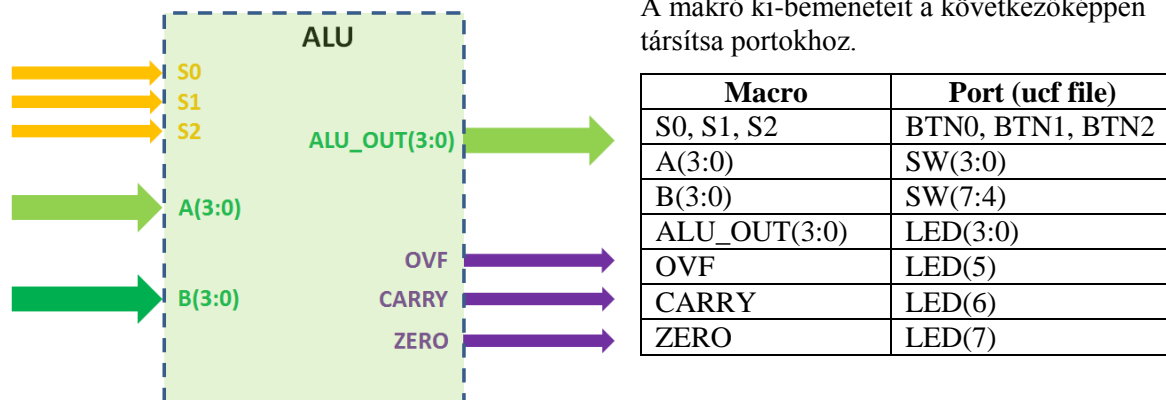 ALU
S0
S1
S2
ALU_OUT(3:0)
A(3:0)
OVF
B(3:0)
CARRY
ZERO
A makró ki-bemeneteit a következőképpen
társítsa portokhoz.
Macro Port (ucf file)
S0, S1, S2 BTN0, BTN1, BTN2
A(3:0) SW(3:0)
B(3:0) SW(7:4)
ALU_OUT(3:0) LED(3:0)
OVF LED(5)
CARRY LED(6)
ZERO LED(7)